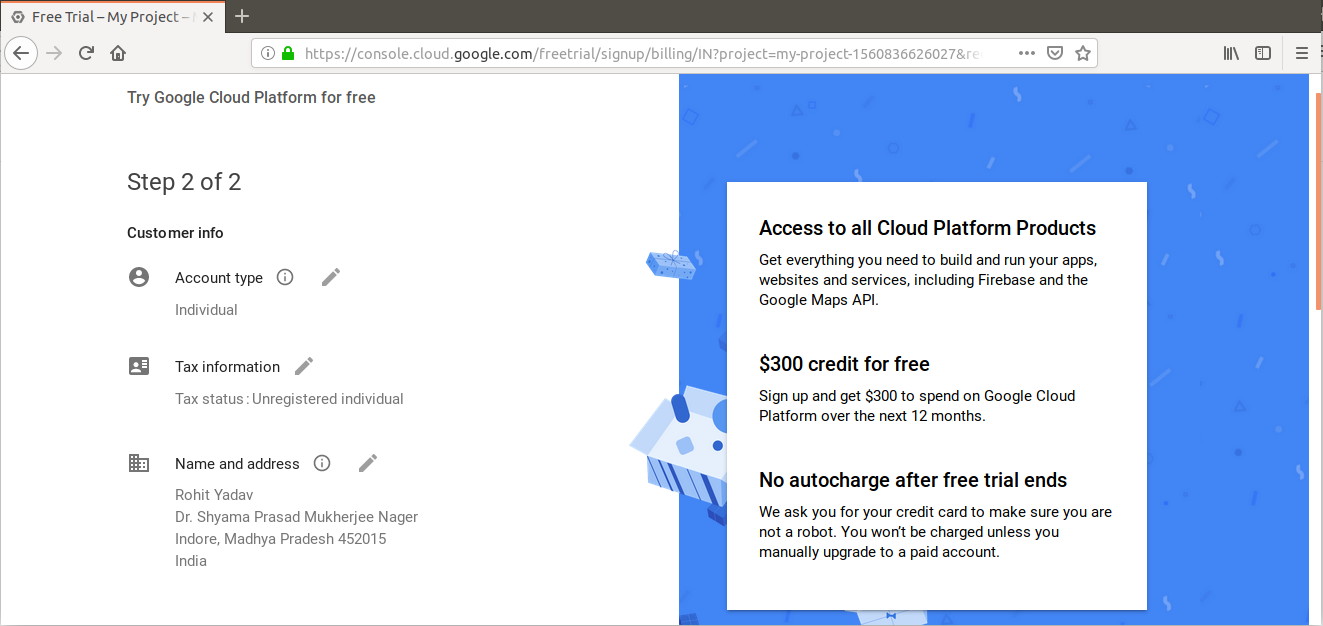 Free Trial – My Project –
https://console.cloud.google.com/freetrial/signup/billing/IN?project=my-project-1560836626027&re
Try Google Cloud Platform for free
Step 2 of 2
Customer info
Account type
Individual
Tax information
Tax status : Unregistered individual
Name and address
Rohit Yadav
Dr. Shyama Prasad Mukherjee Nager
Indore, Madhya Pradesh 452015
India
Access to all Cloud Platform Products
Get everything you need to build and run your apps,
websites and services, including Firebase and the
Google Maps API.
$300 credit for free
Sign up and get $300 to spend on Google Cloud
Platform over the next 12 months.
No autocharge after free trial ends
We ask you for your credit card to make sure you are
not a robot. You won’t be charged unless you
manually upgrade to a paid account.